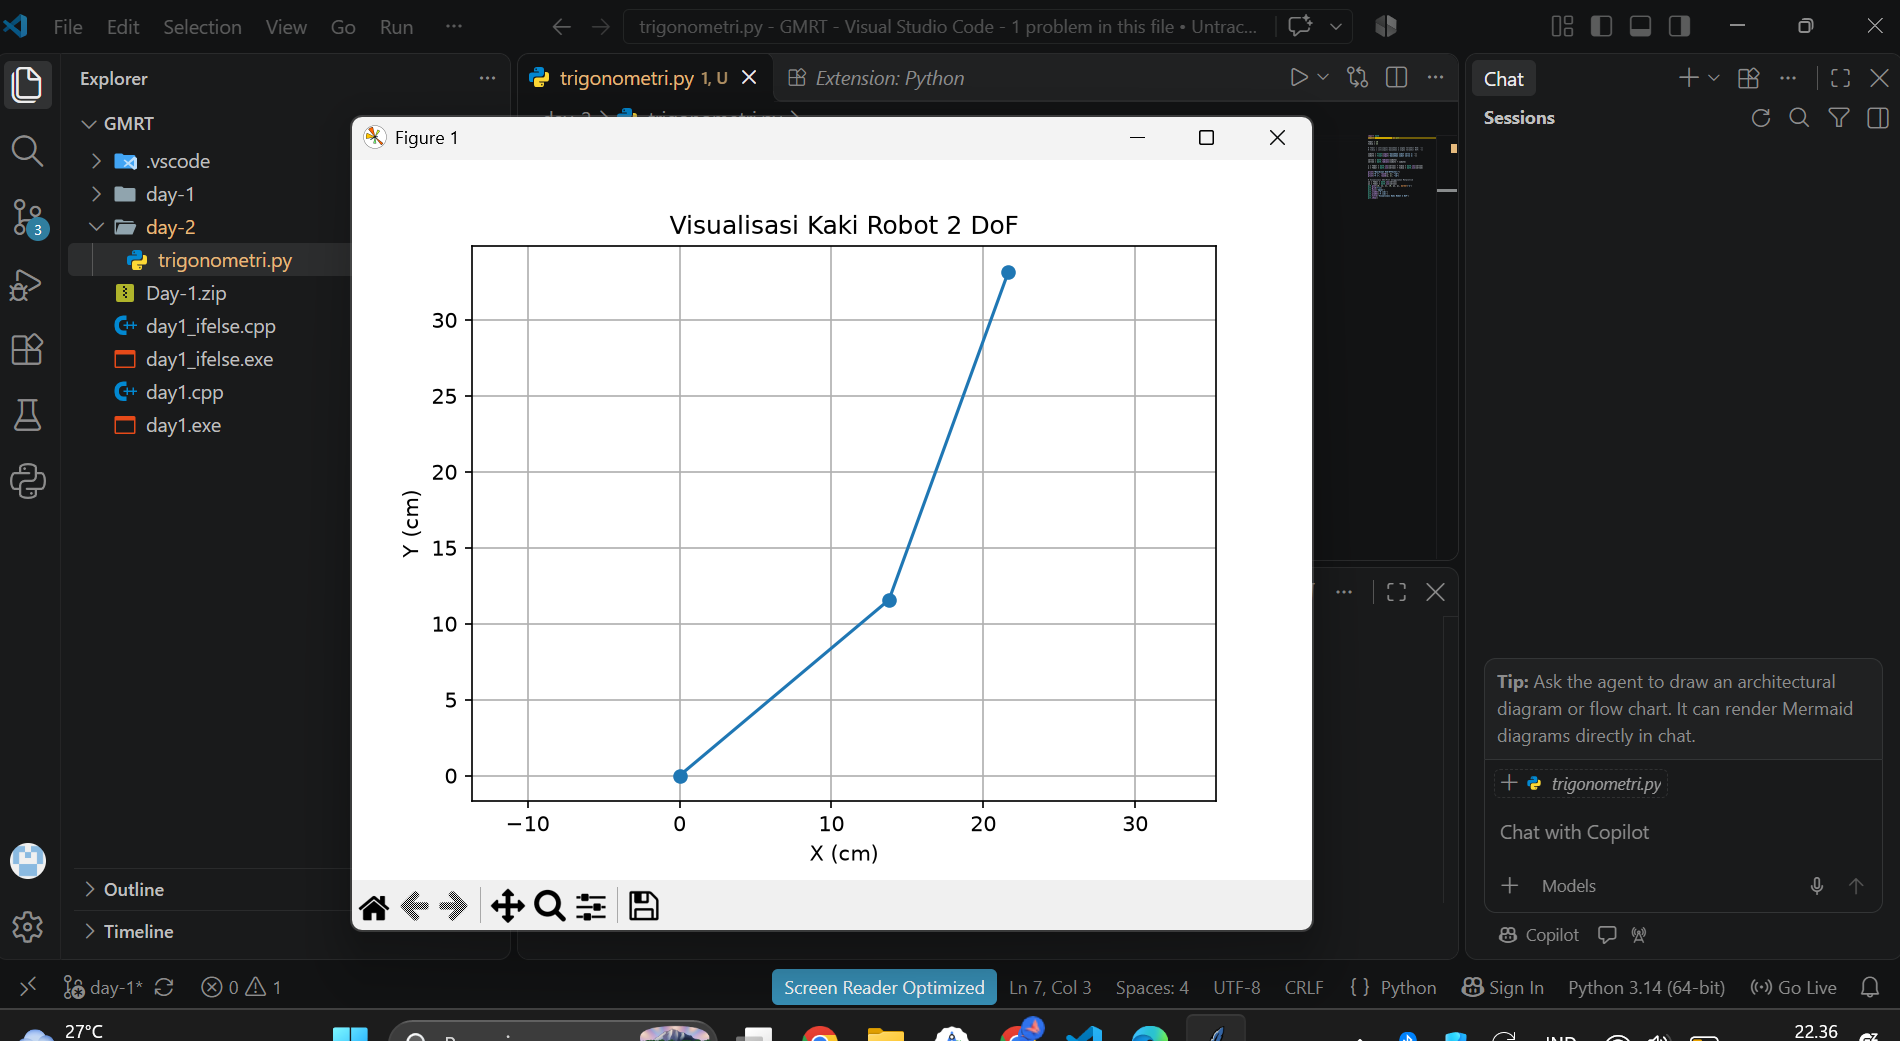 File Edit Selection View Go Run ···
trigonometri.py - GMRT - Visual Studio Code - 1 problem in this file • Untrac...
Explorer
GMRT
.vscode
day-1
day-2
trigonometri.py
Day-1.zip
day1_ifelse.cpp
day1_ifelse.exe
day1.cpp
day1.exe
Outline
Timeline
trigonometri.py 1, U
Extension: Python
Figure 1
Visualisasi Kaki Robot 2 DoF
30
25
20
15
10
5
0
Y (cm)
−10 0 10 20 30
X (cm)
Chat
Sessions
Tip: Ask the agent to draw an architectural
diagram or flow chart. It can render Mermaid
diagrams directly in chat.
trigonometri.py
Chat with Copilot
Models
Copilot
3
day-1* 0 1
Screen Reader Optimized Ln 7, Col 3 Spaces: 4 UTF-8 CRLF { } Python Sign In Python 3.14 (64-bit) Go Live
27°C
22.36